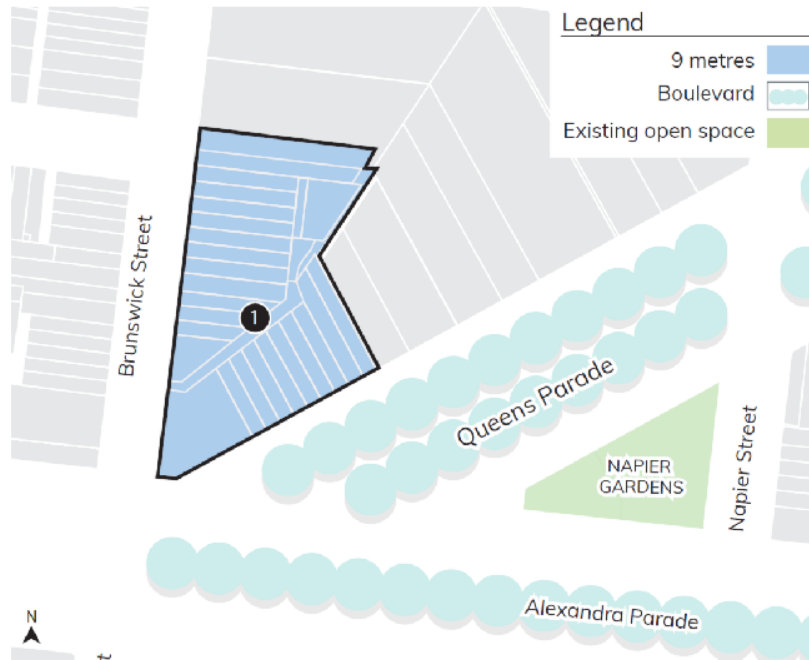 Legend
9 metres
Boulevard
Existing open space
Brunswick Street
1
Queens Parade
NAPIER
GARDENS
Napier Street
Alexandra Parade
N